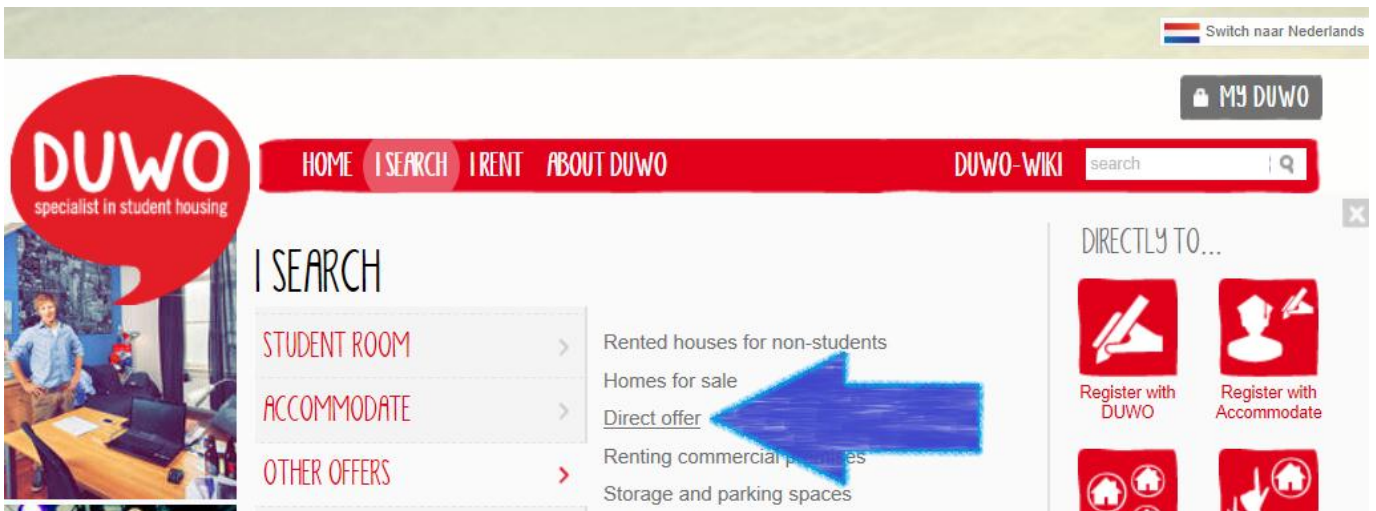 Switch naar Nederlands
MY DUWO
DUWO
specialist in student housing
HOME I SEARCH I RENT ABOUT DUWO DUWO-WIKI search
DIRECTLY TO...
I SEARCH
STUDENT ROOM
ACCOMMODATE
OTHER OFFERS
Rented houses for non-students
Homes for sale
Direct offer
Renting commercial premises
Storage and parking spaces
Register with
DUWO
Register with
Accommodate